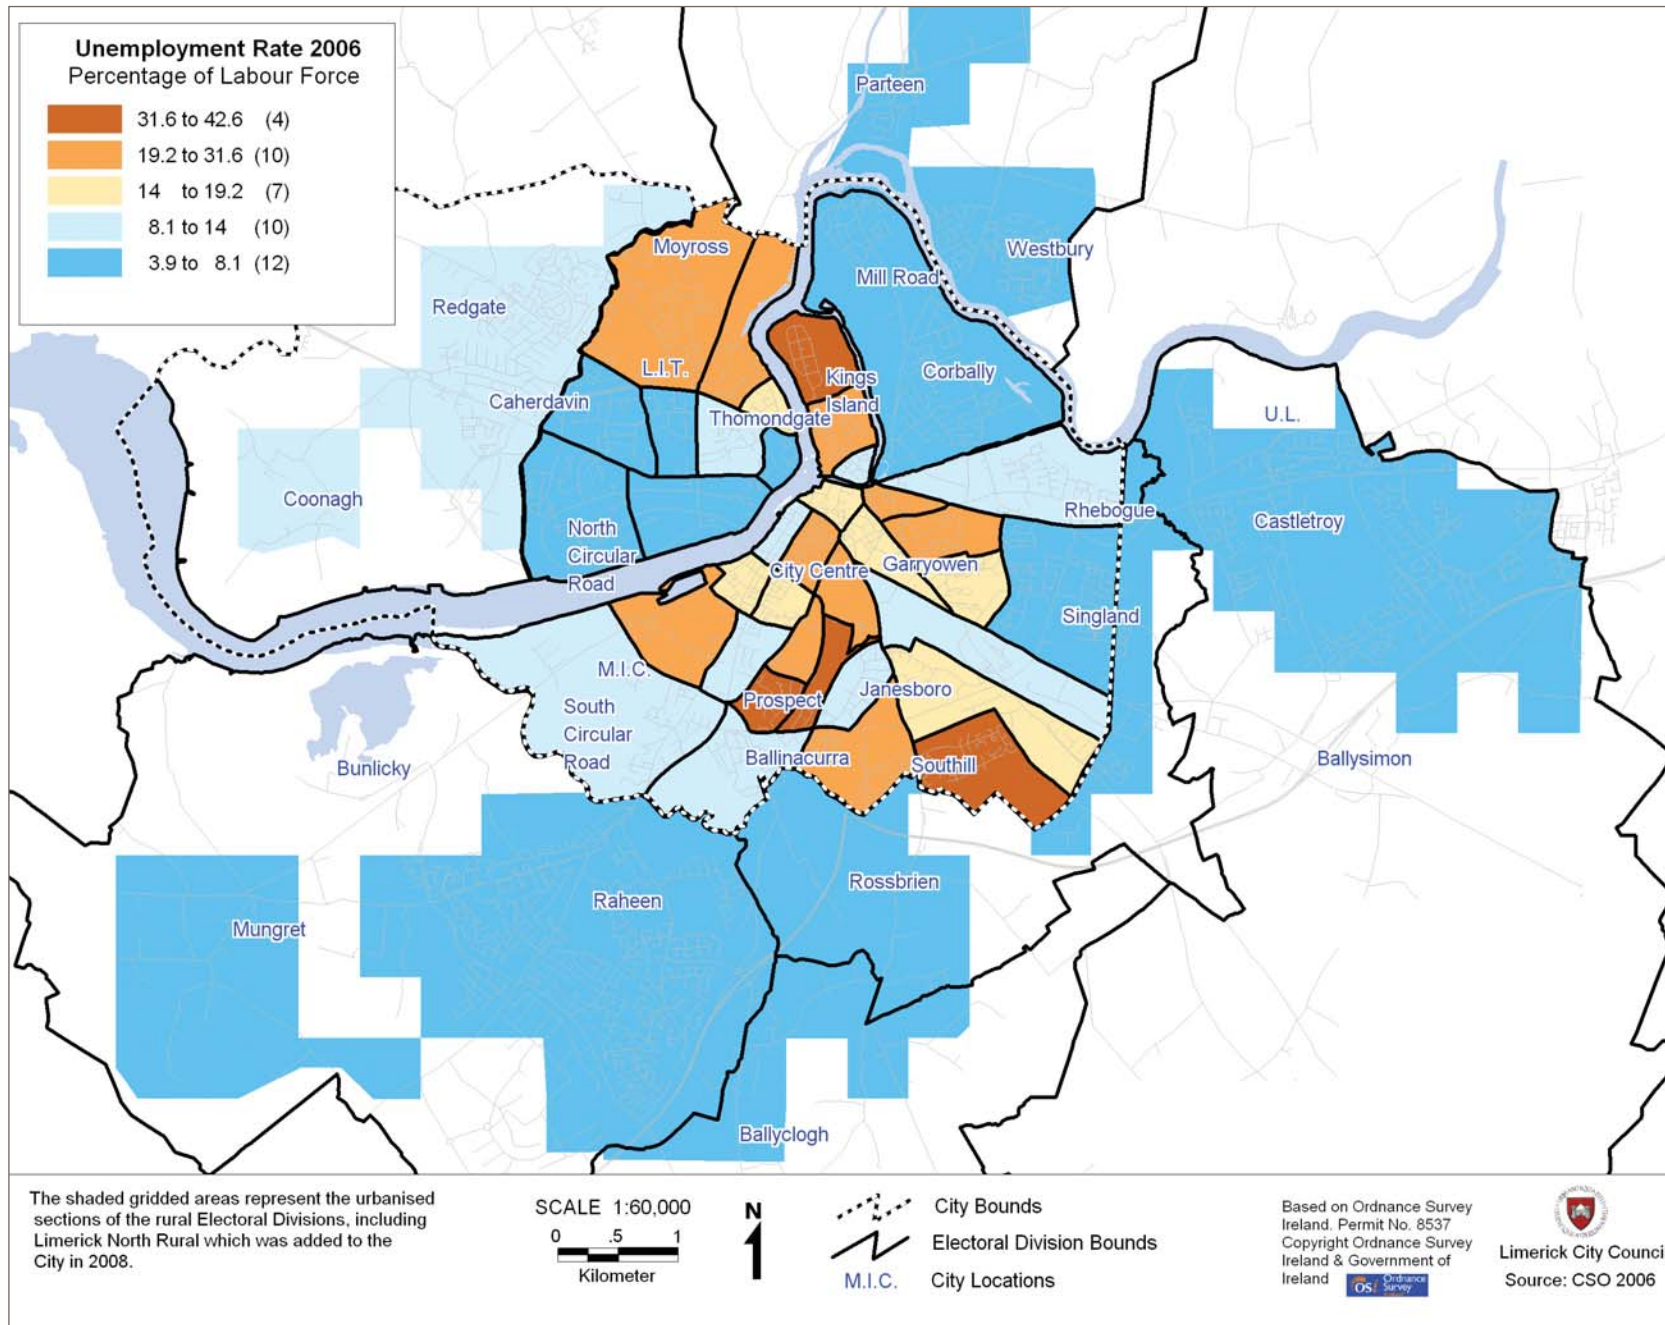 Unemployment Rate 2006
Percentage of Labour Force
31.6 to 42.6 (4)
19.2 to 31.6 (10)
14 to 19.2 (7)
8.1 to 14 (10)
3.9 to 8.1 (12)
Parteen
Moyross
Westbury
Mill Road
Redgate
L.I.T.
Kings
Island
Corbally
Caherdavin
Thomondgate
U.L.
Coonagh
Rhebogue
Castletroy
North
Circular
Road
City Centre
Garryowen
Singland
M.I.C.
Prospect
Janesboro
South
Circular
Road
Bunlicky
Ballinacurra
Southill
Ballysimon
Rossbrien
Raheen
Mungret
Ballyclogh
The shaded gridded areas represent the urbanised
sections of the rural Electoral Divisions, including
Limerick North Rural which was added to the
City in 2008.
SCALE 1:60,000
0 .5 1
Kilometer
N
City Bounds
Electoral Division Bounds
M.I.C. City Locations
Based on Ordnance Survey
Ireland. Permit No. 8537
Copyright Ordnance Survey
Ireland & Government of
Ireland
OSi Ordnance
Survey
Limerick City Counci
Source: CSO 2006